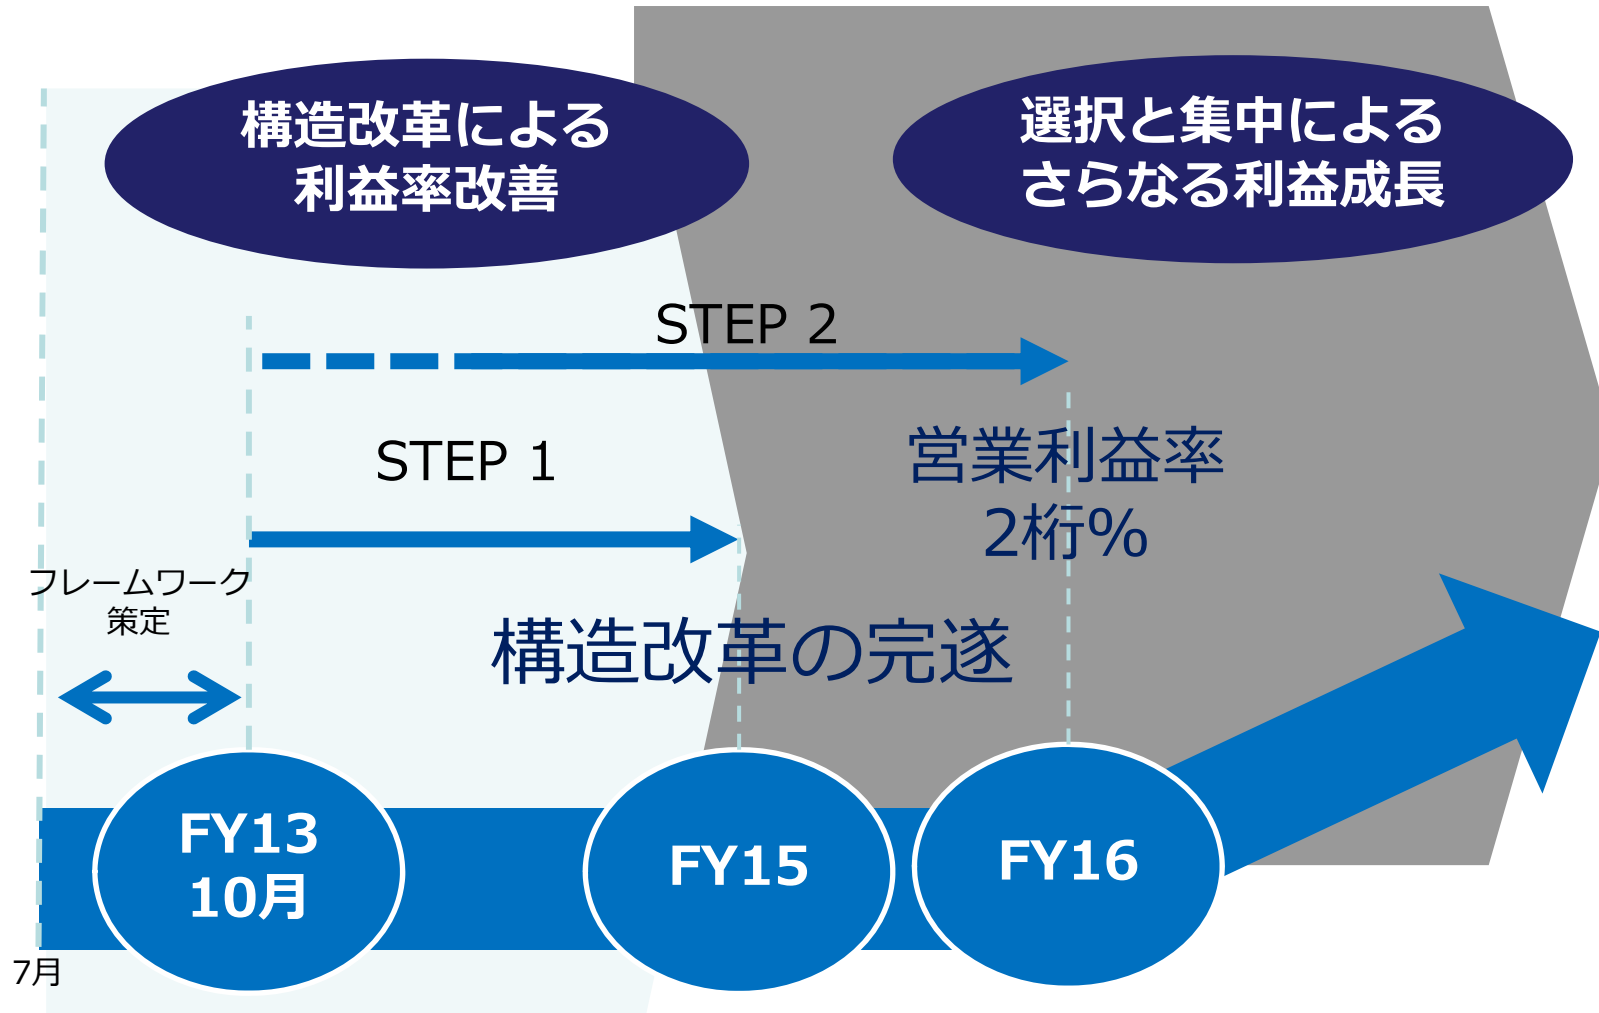 構造改革による
利益率改善
選択と集中による
さらなる利益成長
STEP 2
STEP 1
営業利益率
2桁%
フレームワーク
策定
構造改革の完遂
FY13
10月
FY15
FY16
7月